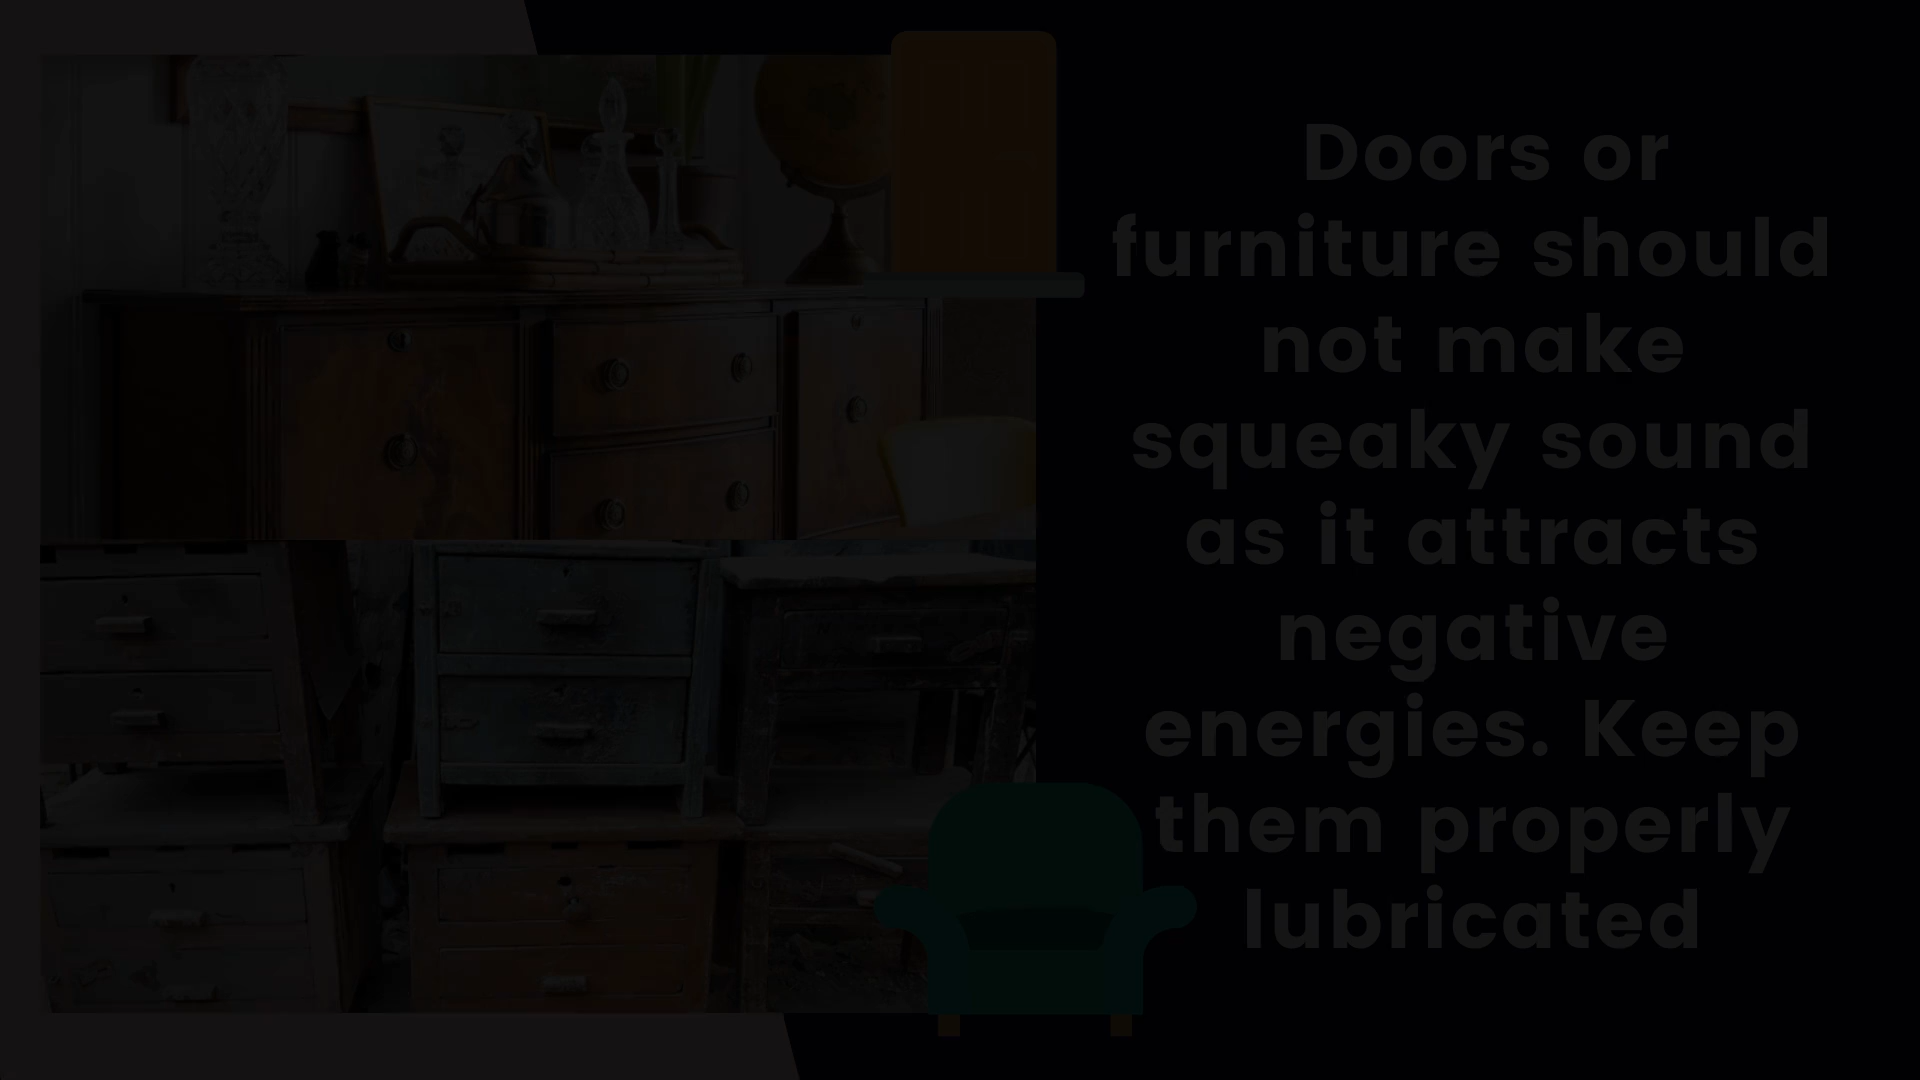 Doors or
furniture should
not make
squeaky sound
as it attracts
negative
energies. Keep
them properly
lubricated